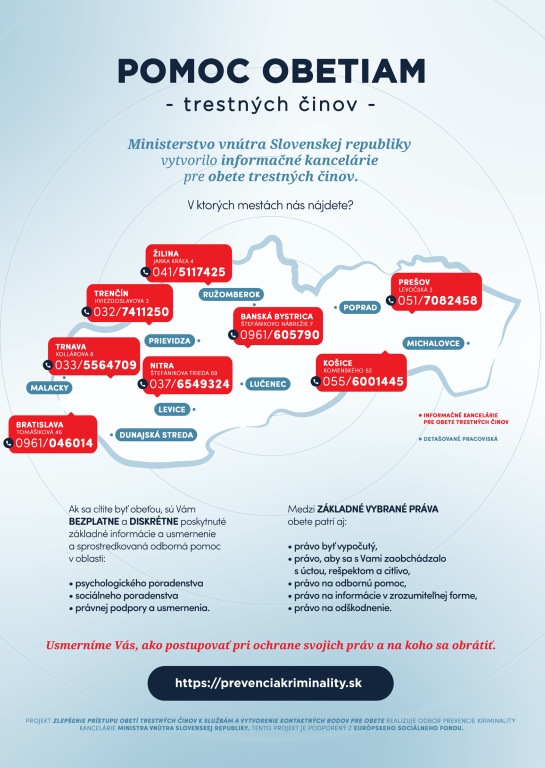 POMOC OBETIAM
- trestných činov -
Ministerstvo vnútra Slovenskej republiky
vytvorilo informačné kancelárie
pre obete trestných činov.
V ktorých mestách nás nájdete?
ŽILINA
JANKA KRÁĽA 4
041/5117425
TRENČÍN
HVIEZDOSLAVOVA 3
032/7411250
RUŽOMBEROK
PREŠOV
LEVOČSKÁ 3
051/7082458
POPRAD
BANSKÁ BYSTRICA
ŠTEFÁNIKOVO NÁBREŽIE 7
0961/605790
PRIEVIDZA
MICHALOVCE
TRNAVA
KOLLÁROVA 8
033/5564709
NITRA
ŠTEFÁNIKOVA TRIEDA 69
037/6549324
KOŠICE
KOMENSKÉHO 52
055/6001445
MALACKY
LUČENEC
LEVICE
BRATISLAVA
TOMÁŠIKOVÁ 46
0961/046014
DUNAJSKÁ STREDA
• INFORMAČNÉ KANCELÁRIE
PRE OBETE TRESTNÝCH ČINOV
• DETAŠOVANÉ PRACOVISKÁ
Ak sa cítite byť obeťou, sú Vám
BEZPLATNE a DISKRÉTNE poskytnuté
základné informácie a usmernenie
a sprostredkovaná odborná pomoc
v oblasti:
• psychologického poradenstva
• sociálneho poradenstva
• právnej podpory a usmernenia.
Medzi ZÁKLADNÉ VYBRANÉ PRÁVA
obete patrí aj:
• právo byť vypočutý,
• právo, aby sa s Vami zaobchádzalo
s úctou, rešpektom a citlivo,
• právo na odbornú pomoc,
• právo na informácie v zrozumiteľnej forme,
• právo na odškodnenie.
Usmerníme Vás, ako postupovať pri ochrane svojich práv a na koho sa obrátiť.
https://prevenciakriminality.sk
PROJEKT ZLEPŠENIE PRÍSTUPU OBETÍ TRESTNÝCH ČINOV K SLUŽBÁM A VYTVORENIE KONTAKTNÝCH BODOV PRE OBETE REALIZUJE ODBOR PREVENCIE KRIMINALITY
KANCELÁRIE MINISTRA VNÚTRA SLOVENSKEJ REPUBLIKY. TENTO PROJEKT JE PODPORENÝ Z EURÓPSKEHO SOCIÁLNEHO FONDU.